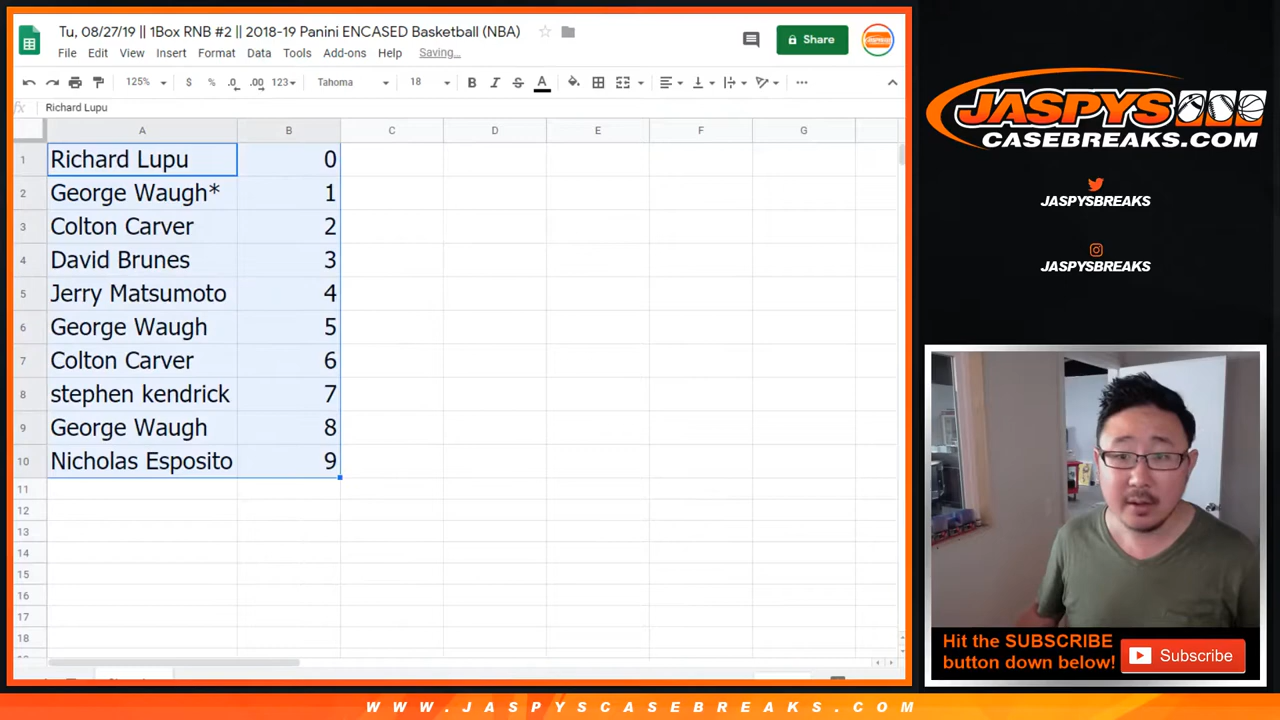 Tu, 08/27/19 || 1Box RNB #2 || 2018-19 Panini ENCASED Basketball (NBA)
File Edit View Insert Format Data Tools Add-ons Help Saving...
Share
125% $ % .0 .00 123 Tahoma 18 B I S A
fx Richard Lupu
A B C D E F G
1 Richard Lupu 0
2 George Waugh* 1
3 Colton Carver 2
4 David Brunes 3
5 Jerry Matsumoto 4
6 George Waugh 5
7 Colton Carver 6
8 stephen kendrick 7
9 George Waugh 8
10 Nicholas Esposito 9
11
12
13
14
15
16
17
18
JASPYS
CASEBREAKS.COM
JASPYSBREAKS
JASPYSBREAKS
Hit the SUBSCRIBE
button down below!
Subscribe
WWW.JASPYSCASEBREAKS.COM